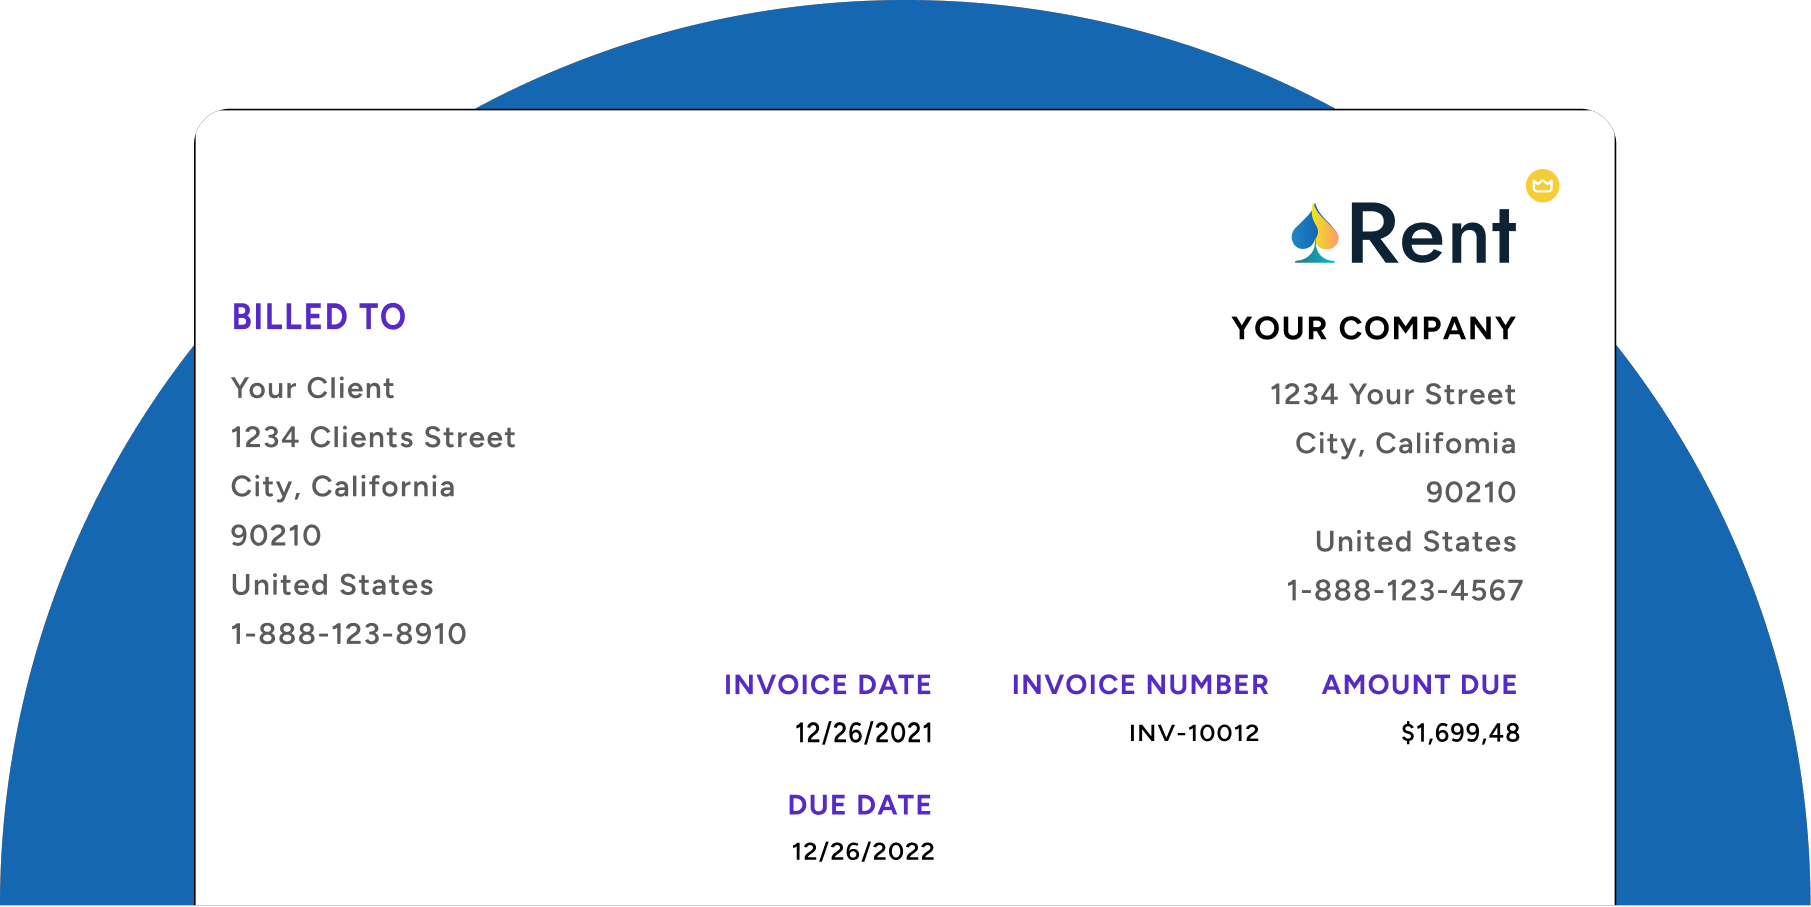 Rent
BILLED TO
Your Client
1234 Clients Street
City, California
90210
United States
1-888-123-8910
YOUR COMPANY
1234 Your Street
City, Califomia
90210
United States
1-888-123-4567
INVOICE DATE
12/26/2021
INVOICE NUMBER
INV-10012
AMOUNT DUE
$1,699,48
DUE DATE
12/26/2022